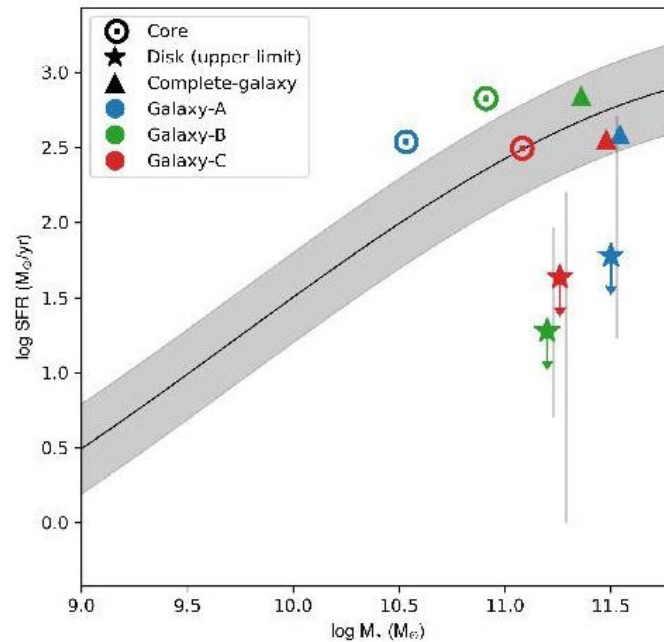 Core
Disk (upper-limit)
Complete-galaxy
Galaxy-A
Galaxy-B
Galaxy-C
log SFR (M⊙/yr)
3.0
2.5
2.0
1.5
1.0
0.5
0.0
9.0 9.5 10.0 10.5 11.0 11.5
log M⋆ (M⊙)